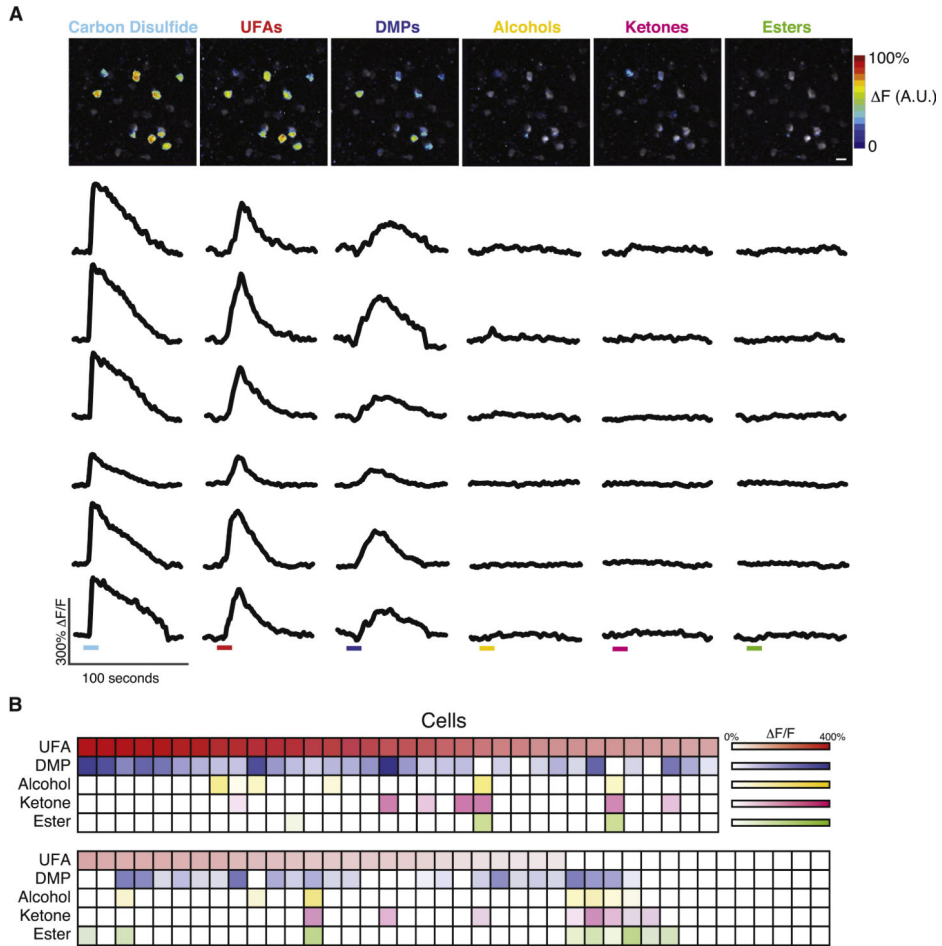 A
Carbon Disulfide UFAs DMPs Alcohols Ketones Esters
100%
ΔF (A.U.)
0
300% ΔF/F
100 seconds
B
Cells
UFA
DMP
Alcohol
Ketone
Ester
0% ΔF/F 400%
UFA
DMP
Alcohol
Ketone
Ester